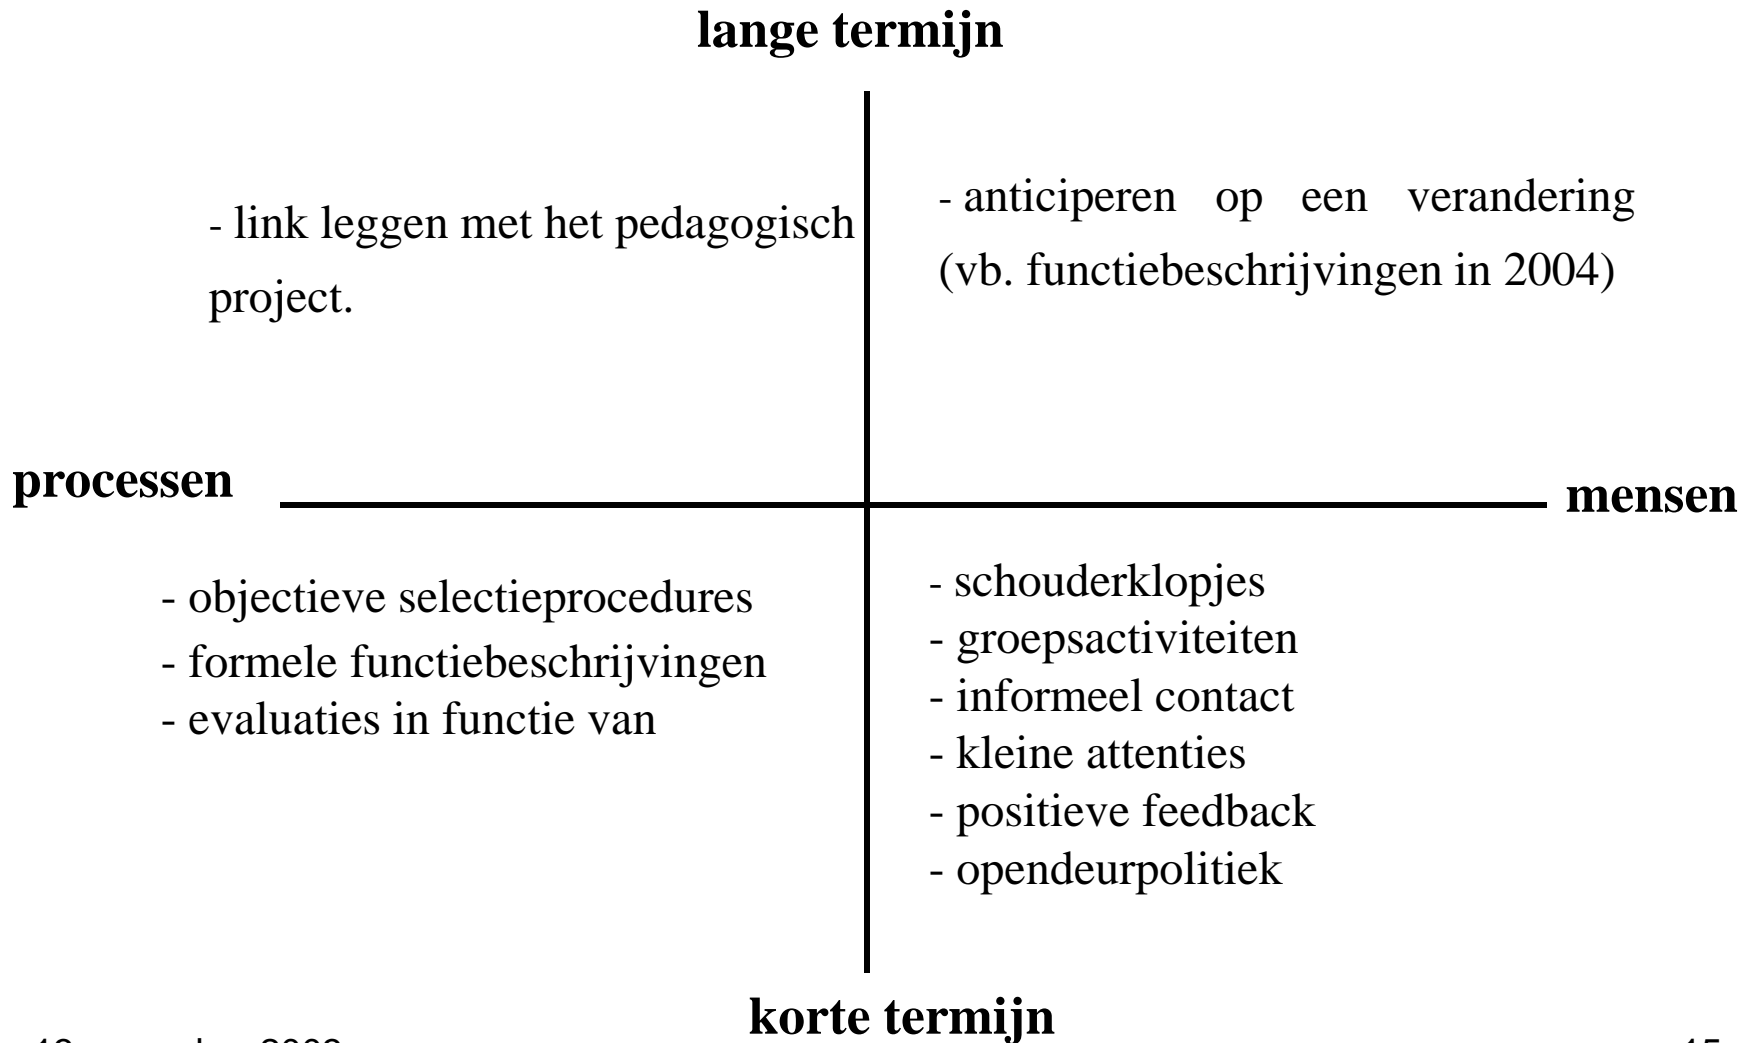 lange termijn
- link leggen met het pedagogisch
project.
- anticiperen op een verandering
(vb. functiebeschrijvingen in 2004)
processen
mensen
- objectieve selectieprocedures
- formele functiebeschrijvingen
- evaluaties in functie van
- schouderklopjes
- groepsactiviteiten
- informeel contact
- kleine attenties
- positieve feedback
- opendeurpolitiek
korte termijn